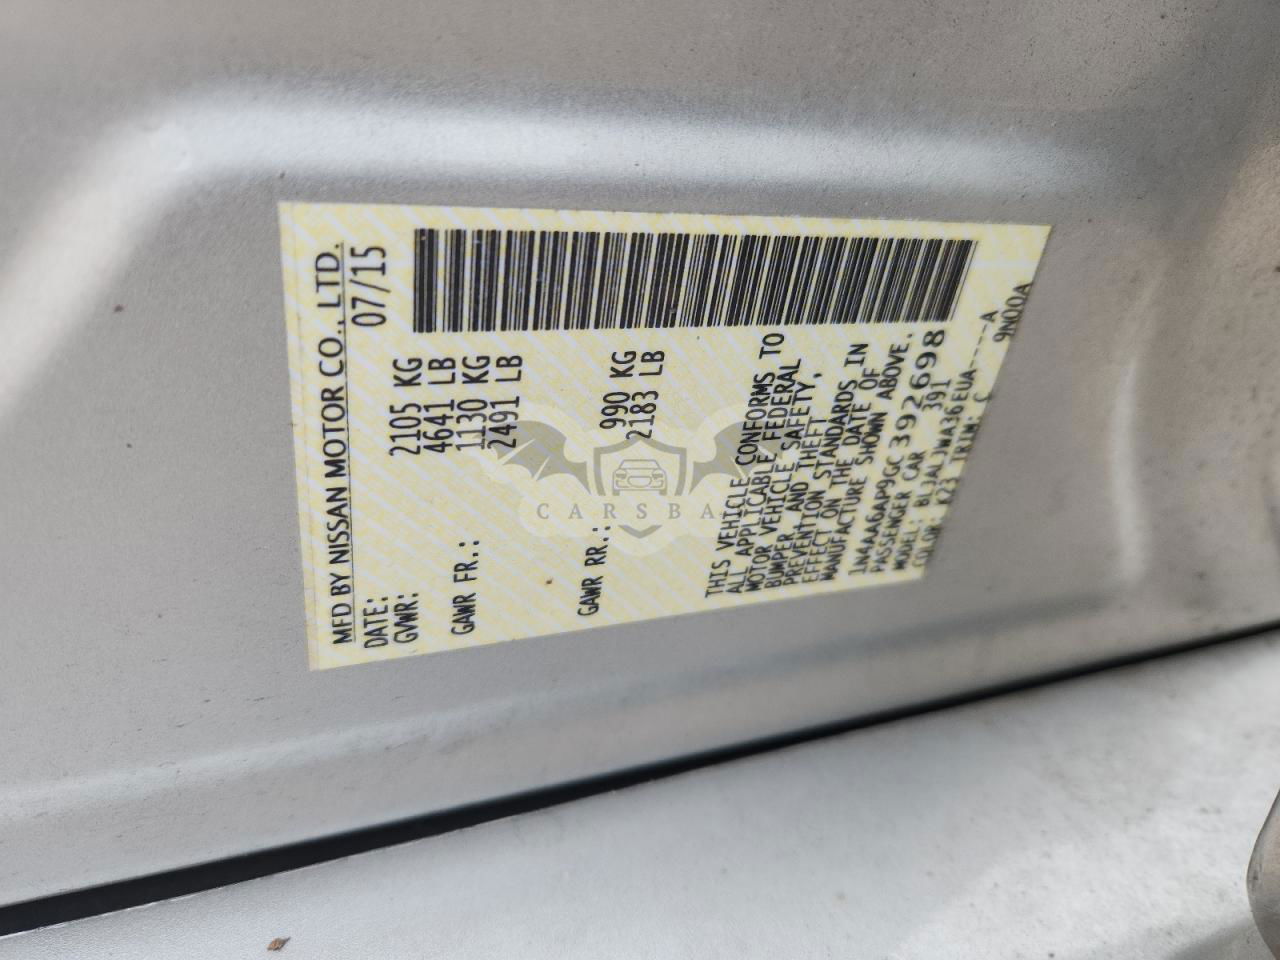 MFD BY NISSAN MOTOR CO., LTD.
DATE: 07/15
GVWR: 2105 KG
4641 LB
GAWR FR.: 1130 KG
2491 LB
GAWR RR.: 990 KG
2183 LB
THIS VEHICLE CONFORMS TO
ALL APPLICABLE FEDERAL
MOTOR VEHICLE SAFETY,
BUMPER AND THEFT
PREVENTION STANDARDS IN
EFFECT ON THE DATE OF
MANUFACTURE SHOWN ABOVE.
1N4AA6AP9GC392698
PASSENGER CAR 391
MODEL: BL3ALJWA36EUA-----A
COLOR: K23 TRIM: C 9N00A
CARSBA